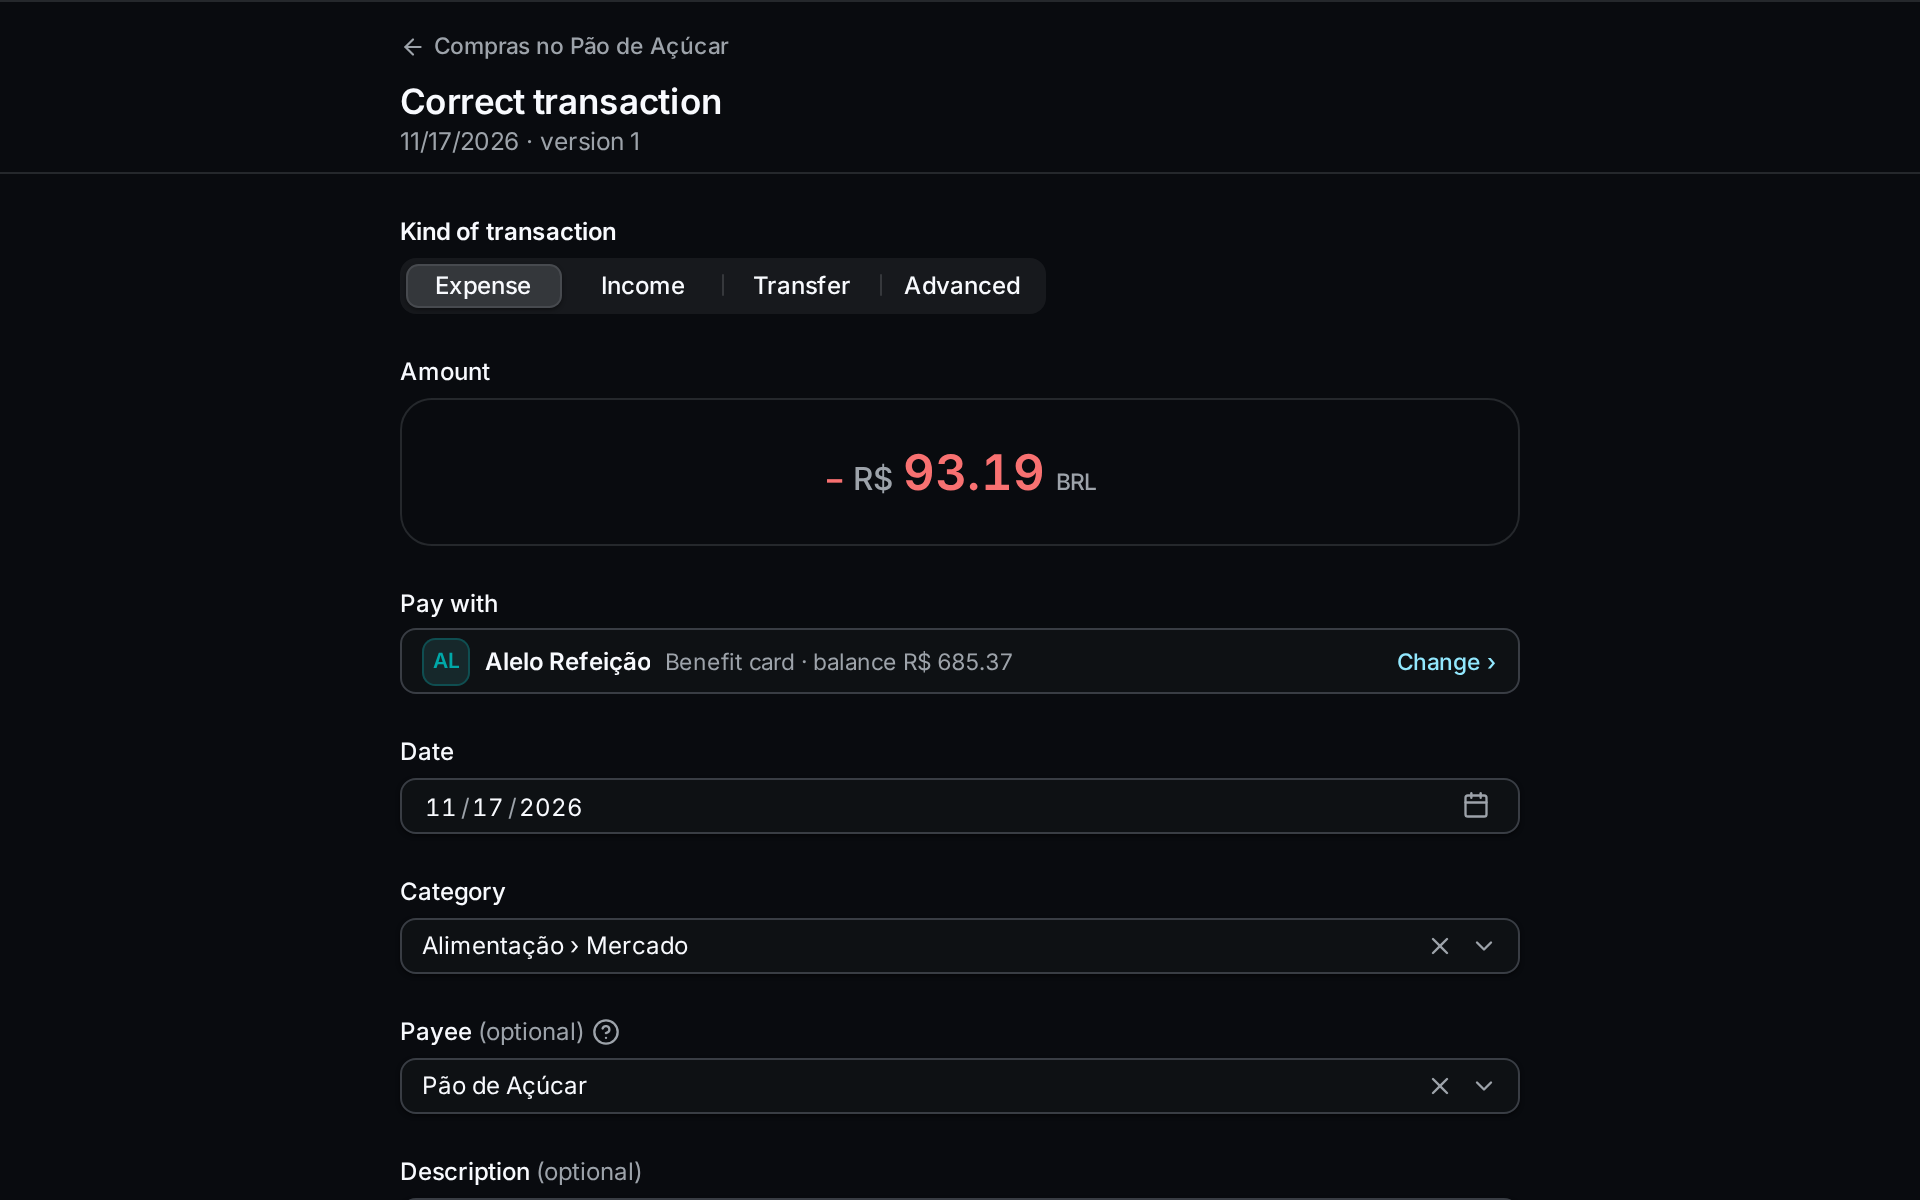 ← Compras no Pão de Açúcar
Correct transaction
11/17/2026 · version 1
Kind of transaction
Expense Income Transfer Advanced
Amount
– R$ 93.19 BRL
Pay with
AL Alelo Refeição Benefit card · balance R$ 685.37 Change ›
Date
11/17/2026
Category
Alimentação › Mercado
Payee (optional)
Pão de Açúcar
Description (optional)